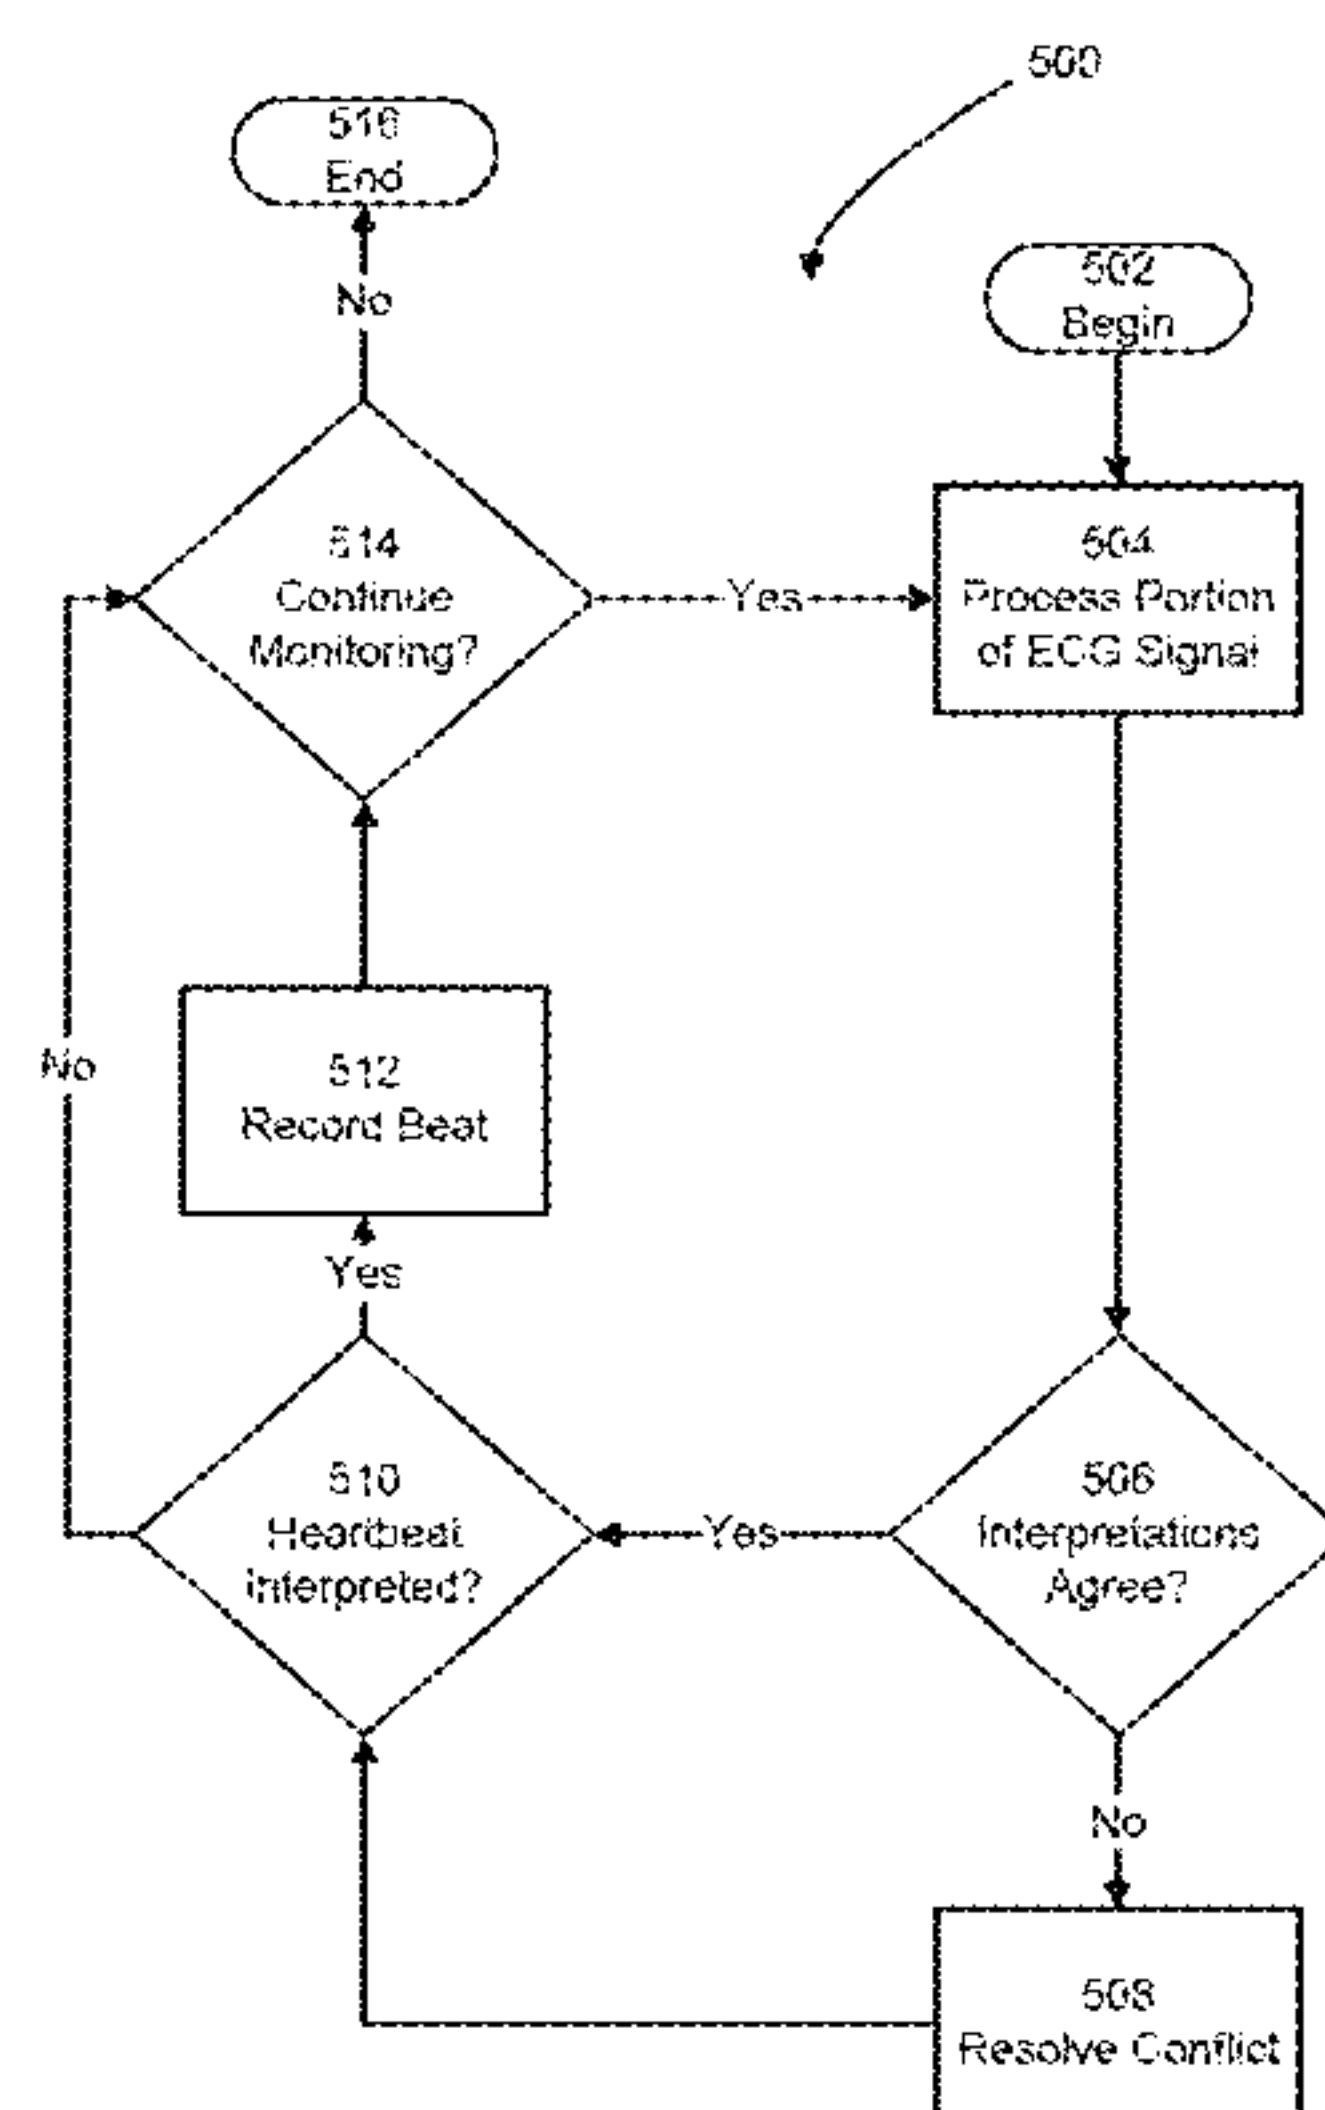 500
516
End
502
Begin
No
514
Continue
Monitoring?
Yes
504
Process Portion
of ECG Signal
No
512
Record Beat
Yes
510
Heartbeat
Interpreted?
Yes
506
Interpretations
Agree?
No
508
Resolve Conflict